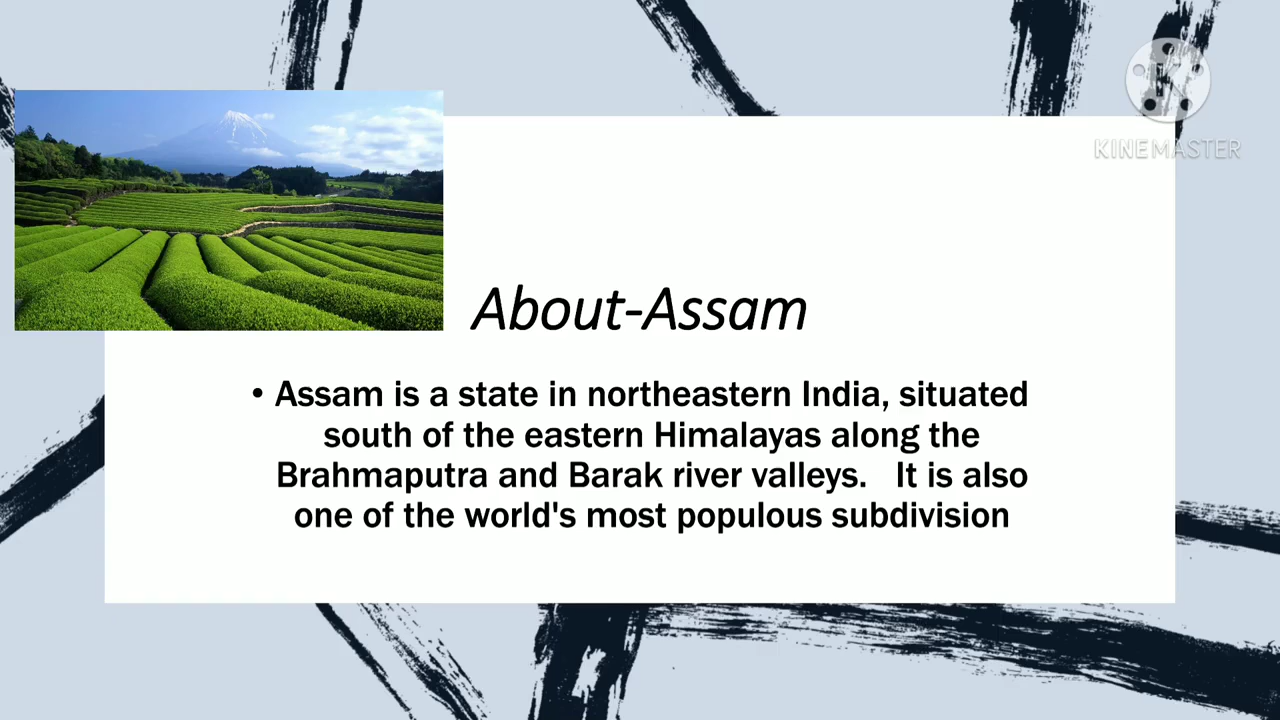 KINEMASTER
About-Assam
• Assam is a state in northeastern India, situated
south of the eastern Himalayas along the
Brahmaputra and Barak river valleys. It is also
one of the world's most populous subdivision